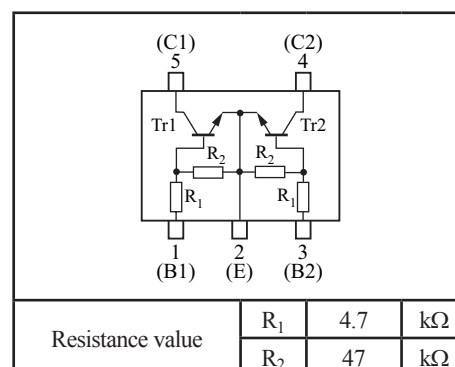 (C1) (C2)
5 4
Tr1 Tr2
R2 R2
R1 R1
1 2 3
(B1) (E) (B2)
Resistance value R1 4.7 kΩ
R2 47 kΩ